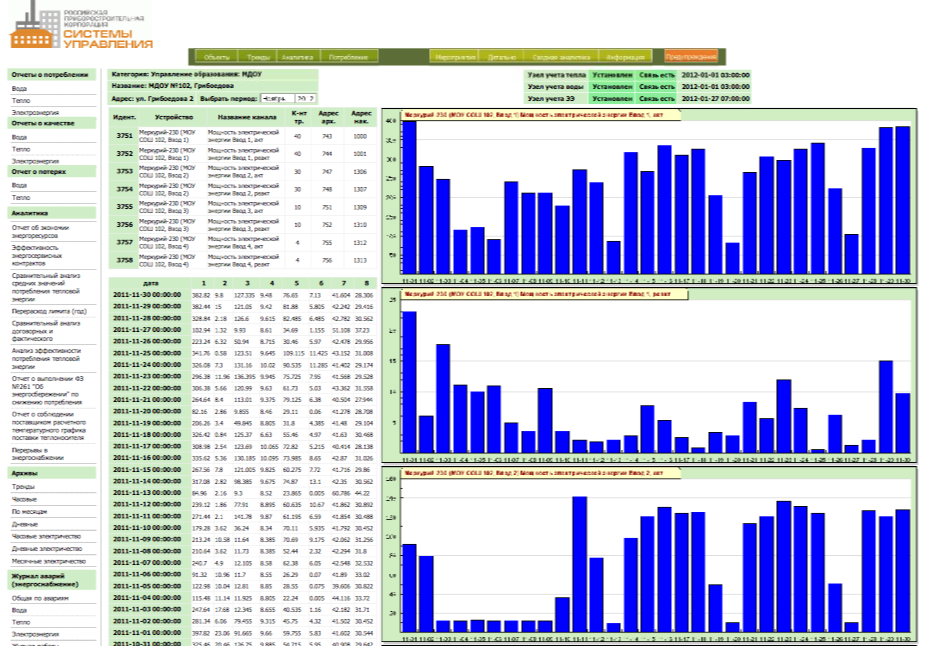 РОССИЙСКАЯ
ПРИБОРОСТРОИТЕЛЬНАЯ
КОРПОРАЦИЯ
СИСТЕМЫ
УПРАВЛЕНИЯ
Объекты Тренды Аналитика Потребление Мероприятия Детально Сводная аналитика Информация Предупреждения
Отчеты о потреблении
Вода
Тепло
Электроэнергия
Отчеты о качестве
Вода
Тепло
Электроэнергия
Отчет о потерях
Вода
Тепло
Аналитика
Отчет об экономии
энергоресурсов
Эффективность
энергосервисных
контрактов
Сравнительный анализ
средних значений
потребления тепловой
энергии
Перерасход лимита (год)
Сравнительный анализ
договорных и
фактического
Анализ эффективности
потребления тепловой
энергии
Отчет о выполнении ФЗ
№261 "Об
энергосбережении" по
снижению потребления
Отчет о соблюдении
поставщиком расчетного
температурного графика
поставки теплоносителя
Перерывы в
энергоснабжении
Архивы
Тренды
Часовые
По месяцам
Дневные
Часовые электричество
Дневные электричество
Месячные электричество
Журнал аварий
(энергоснабжение)
Общая по авариям
Вода
Тепло
Электроэнергия
Категория: Управление образования: МДОУ
Название: МДОУ №102, Грибоедова
Адрес: ул. Грибоедова 2 Выбрать период:
Узел учета тепла Установлен Связь есть 2012-01-01 03:00:00
Узел учета воды Установлен Связь есть 2012-01-01 03:00:00
Узел учета ЭЭ Установлен Связь есть 2012-01-27 07:00:00
Идент. Устройство Название канала К-нт тр. Адрес арх. Адрес нак.
3751 Меркурий-230 (МОУ СОШ 102, Ввод 1) Мощность электрической энергии Ввод 1, акт 40 743 1000
3752 Меркурий-230 (МОУ СОШ 102, Ввод 1) Мощность электрической энергии Ввод 1, реакт 40 744 1001
3753 Меркурий-230 (МОУ СОШ 102, Ввод 2) Мощность электрической энергии Ввод 2, акт 30 747 1306
3754 Меркурий-230 (МОУ СОШ 102, Ввод 2) Мощность электрической энергии Ввод 2, реакт 30 748 1307
3755 Меркурий-230 (МОУ СОШ 102, Ввод 3) Мощность электрической энергии Ввод 3, акт 10 751 1309
3756 Меркурий-230 (МОУ СОШ 102, Ввод 3) Мощность электрической энергии Ввод 3, реакт 10 752 1310
3757 Меркурий-230 (МОУ СОШ 102, Ввод 4) Мощность электрической энергии Ввод 4, акт 4 755 1312
3758 Меркурий-230 (МОУ СОШ 102, Ввод 4) Мощность электрической энергии Ввод 4, реакт 4 756 1313
дата 1 2 3 4 5 6 7 8
2011-11-30 00:00:00 382.82 9.8 127.335 9.48 76.65 7.13 41.604 28.306
2011-11-29 00:00:00 382.44 15 121.05 9.42 81.88 5.805 42.242 29.416
2011-11-28 00:00:00 328.84 2.18 126.6 9.615 82.485 6.485 42.782 30.562
2011-11-27 00:00:00 102.94 1.32 9.93 8.61 34.69 1.155 51.108 37.23
2011-11-26 00:00:00 223.24 6.32 50.94 8.715 30.46 5.97 42.478 29.956
2011-11-25 00:00:00 341.76 0.58 123.51 9.645 109.115 11.425 43.152 31.008
2011-11-24 00:00:00 326.08 7.3 131.16 10.02 90.535 11.285 41.402 29.174
2011-11-23 00:00:00 296.38 11.96 136.395 9.945 75.725 7.95 41.568 29.528
2011-11-22 00:00:00 306.38 5.66 120.99 9.63 61.73 5.03 43.362 31.358
2011-11-21 00:00:00 264.64 8.4 113.01 9.375 79.125 6.38 40.504 27.944
2011-11-20 00:00:00 82.16 2.86 9.855 8.46 29.11 0.06 41.278 28.708
2011-11-19 00:00:00 206.26 3.4 49.845 8.805 31.8 4.385 41.48 29.104
2011-11-18 00:00:00 326.42 0.84 125.37 6.63 55.46 4.97 41.63 30.468
2011-11-17 00:00:00 308.98 2.54 123.69 10.065 72.82 5.215 40.414 28.138
2011-11-16 00:00:00 335.62 5.36 130.185 10.095 73.985 8.65 42.87 31.026
2011-11-15 00:00:00 267.56 7.8 121.005 9.825 60.275 7.72 41.716 29.86
2011-11-14 00:00:00 317.08 2.82 98.385 9.675 74.87 13.1 42.35 30.562
2011-11-13 00:00:00 84.96 2.16 9.3 8.52 23.865 0.005 60.786 44.22
2011-11-12 00:00:00 239.12 1.86 77.91 8.895 60.635 10.67 41.862 30.892
2011-11-11 00:00:00 271.44 2.1 141.78 9.87 61.195 6.59 41.854 30.488
2011-11-10 00:00:00 179.28 3.62 36.24 8.34 70.11 5.935 41.792 30.452
2011-11-09 00:00:00 213.24 10.58 11.64 8.385 70.69 9.175 42.062 31.256
2011-11-08 00:00:00 210.64 3.62 11.73 8.385 52.44 2.32 42.294 31.8
2011-11-07 00:00:00 240.7 4.9 12.105 8.58 62.38 6.05 42.548 32.532
2011-11-06 00:00:00 91.32 10.96 11.7 8.55 26.29 0.07 41.89 33.02
2011-11-05 00:00:00 122.98 10.04 12.81 8.85 28.55 0.075 39.606 30.822
2011-11-04 00:00:00 115.48 11.14 11.925 8.805 22.24 0.005 44.116 33.72
2011-11-03 00:00:00 247.64 17.68 12.345 8.655 40.535 1.16 42.182 31.71
2011-11-02 00:00:00 281.34 6.06 79.455 9.315 45.75 4.32 41.502 30.452
2011-11-01 00:00:00 397.82 23.06 91.665 9.66 59.755 5.83 41.602 30.544
Меркурий 230 (МОУ СОШ 102, Ввод 1) Мощность электрической энергии Ввод 1, акт
Меркурий 230 (МОУ СОШ 102, Ввод 1) Мощность электрической энергии Ввод 1, реакт
Меркурий 230 (МОУ СОШ 102, Ввод 2) Мощность электрической энергии Ввод 2, акт